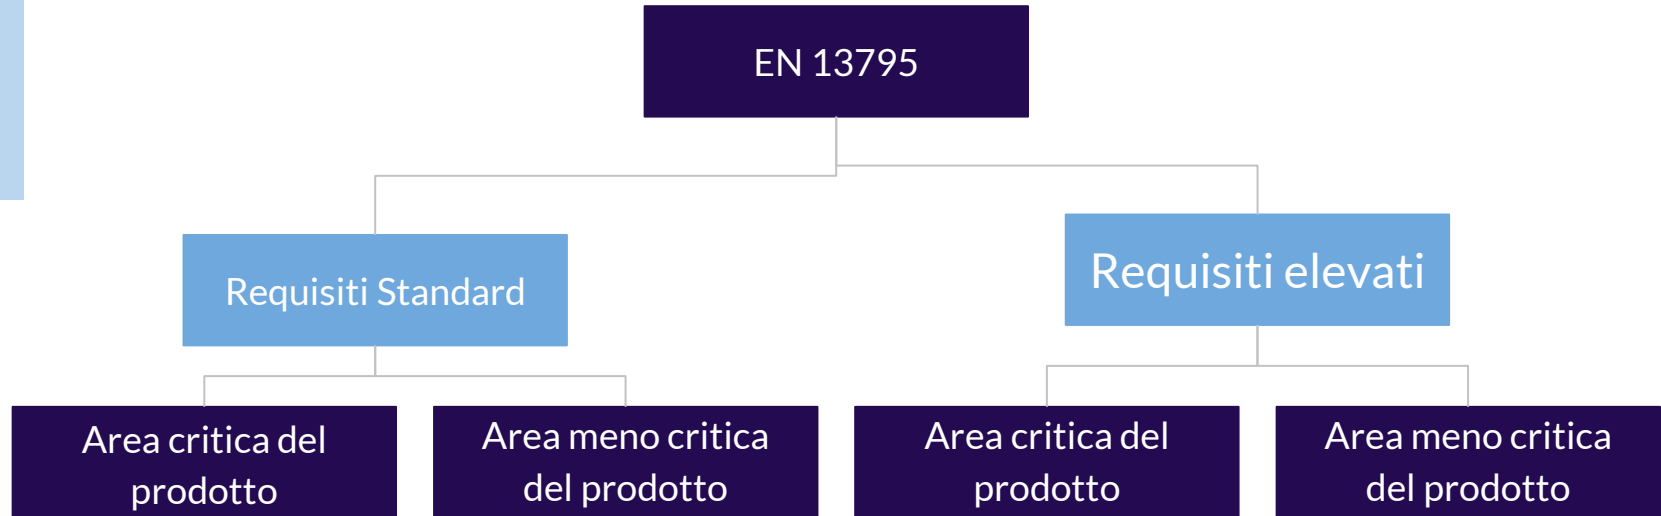 EN 13795
Requisiti Standard
Requisiti elevati
Area critica del
prodotto
Area meno critica
del prodotto
Area critica del
prodotto
Area meno critica
del prodotto